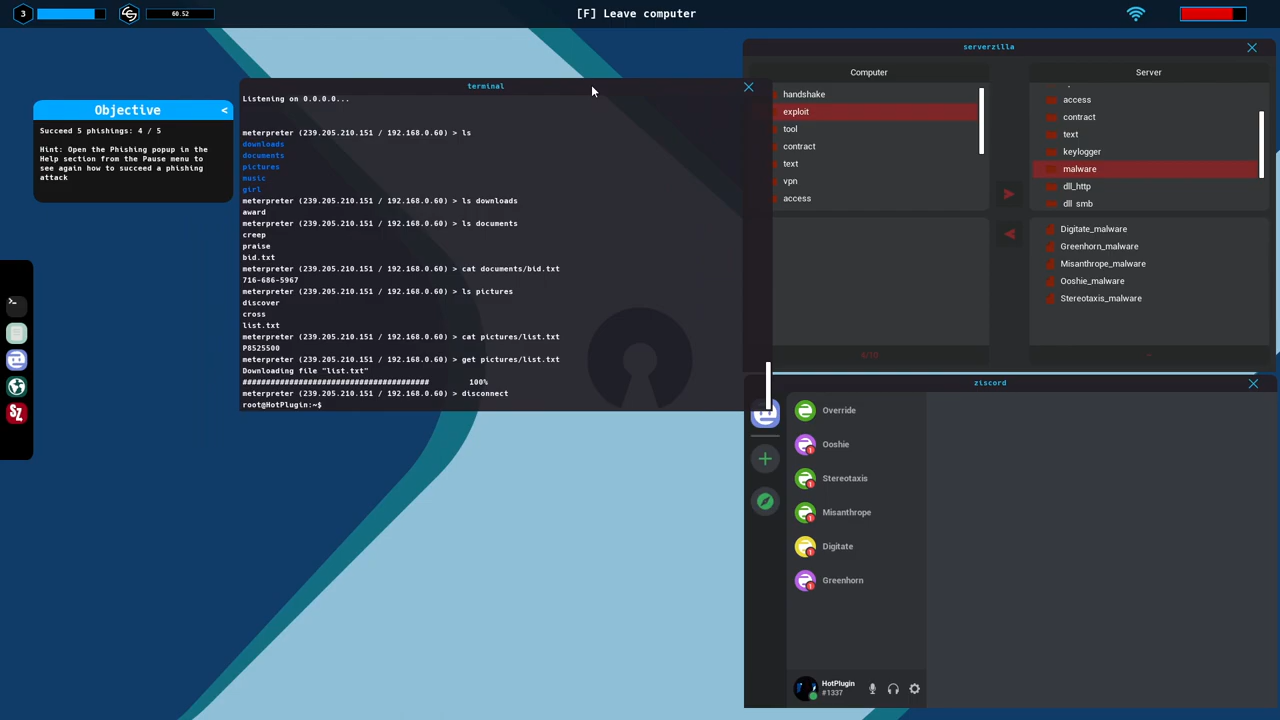 3
60.52
[F] Leave computer
Objective <
Succeed 5 phishings: 4 / 5
Hint: Open the Phishing popup in the
Help section from the Pause menu to
see again how to succeed a phishing
attack
terminal
Listening on 0.0.0.0...
meterpreter (239.205.210.151 / 192.168.0.60) > ls
downloads
documents
pictures
music
girl
meterpreter (239.205.210.151 / 192.168.0.60) > ls downloads
award
meterpreter (239.205.210.151 / 192.168.0.60) > ls documents
creep
praise
bid.txt
meterpreter (239.205.210.151 / 192.168.0.60) > cat documents/bid.txt
716-686-5967
meterpreter (239.205.210.151 / 192.168.0.60) > ls pictures
discover
cross
list.txt
meterpreter (239.205.210.151 / 192.168.0.60) > cat pictures/list.txt
P8525500
meterpreter (239.205.210.151 / 192.168.0.60) > get pictures/list.txt
Downloading file "list.txt"
######################################## 100%
meterpreter (239.205.210.151 / 192.168.0.60) > disconnect
root@HotPlugin:~$
serverzilla
Computer
handshake
exploit
tool
contract
text
vpn
access
6/10
Server
access
contract
text
keylogger
malware
dll_http
dll_smb
Digitate_malware
Greenhorn_malware
Misanthrope_malware
Ooshie_malware
Stereotaxis_malware
ziscord
Override
Ooshie
Stereotaxis
Misanthrope
Digitate
Greenhorn
HotPlugin
#1337
SZ